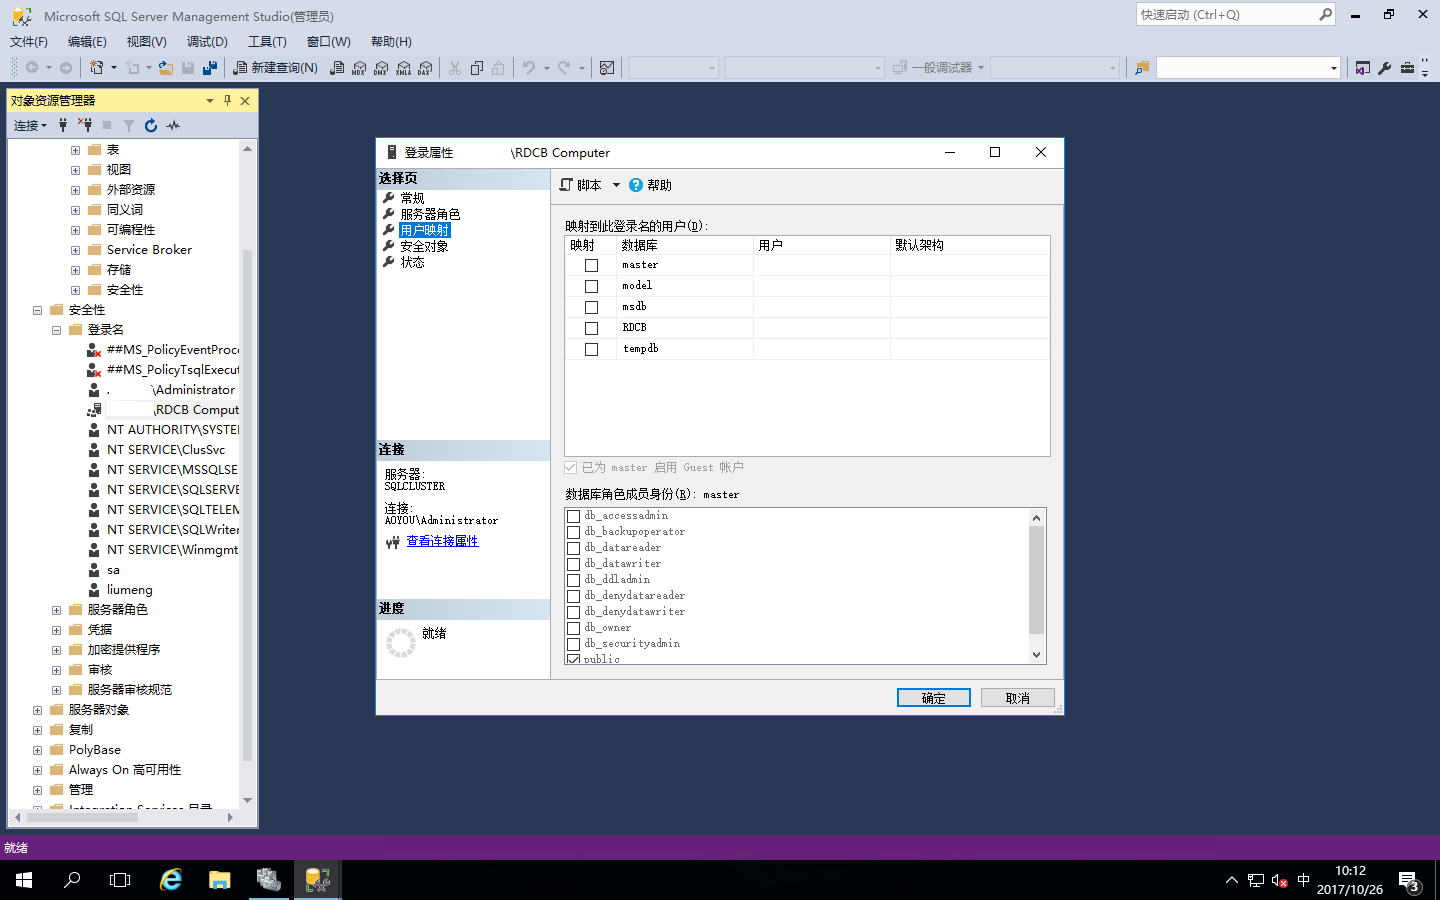 Microsoft SQL Server Management Studio(管理员)
快速启动 (Ctrl+Q)
文件(F) 编辑(E) 视图(V) 调试(D) 工具(T) 窗口(W) 帮助(H)
新建查询(N) MDX DMX XMLA DAX 一般调试器
对象资源管理器
连接
表
视图
外部资源
同义词
可编程性
Service Broker
存储
安全性
安全性
登录名
##MS_PolicyEventProce
##MS_PolicyTsqlExecut
\Administrator
\RDCB Comput
NT AUTHORITY\SYSTEM
NT SERVICE\ClusSvc
NT SERVICE\MSSQLSE
NT SERVICE\SQLSERVE
NT SERVICE\SQLTELEM
NT SERVICE\SQLWriter
NT SERVICE\Winmgmt
sa
liumeng
服务器角色
凭据
加密提供程序
审核
服务器审核规范
服务器对象
复制
PolyBase
Always On 高可用性
管理
Integration Services 目录
登录属性 \RDCB Computer
选择页
常规
服务器角色
用户映射
安全对象
状态
连接
服务器:
SQLCLUSTER
连接:
AOYOU\Administrator
查看连接属性
进度
就绪
脚本 帮助
映射到此登录名的用户(D):
映射 数据库 用户 默认架构
master
model
msdb
RDCB
tempdb
已为 master 启用 Guest 帐户
数据库角色成员身份(R): master
db_accessadmin
db_backupoperator
db_datareader
db_datawriter
db_ddladmin
db_denydatareader
db_denydatawriter
db_owner
db_securityadmin
public
确定 取消
就绪
中
10:12
2017/10/26
3